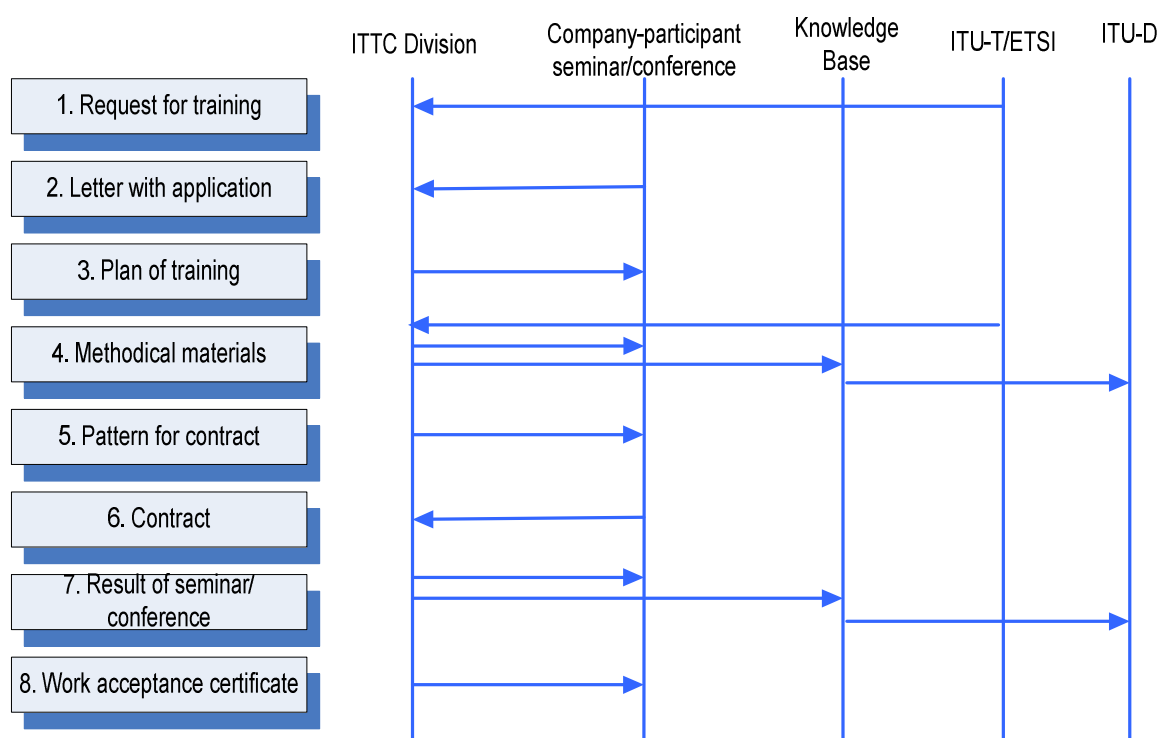 ITTC Division
Company-participant
seminar/conference
Knowledge
Base
ITU-T/ETSI
ITU-D
1. Request for training
2. Letter with application
3. Plan of training
4. Methodical materials
5. Pattern for contract
6. Contract
7. Result of seminar/
conference
8. Work acceptance certificate